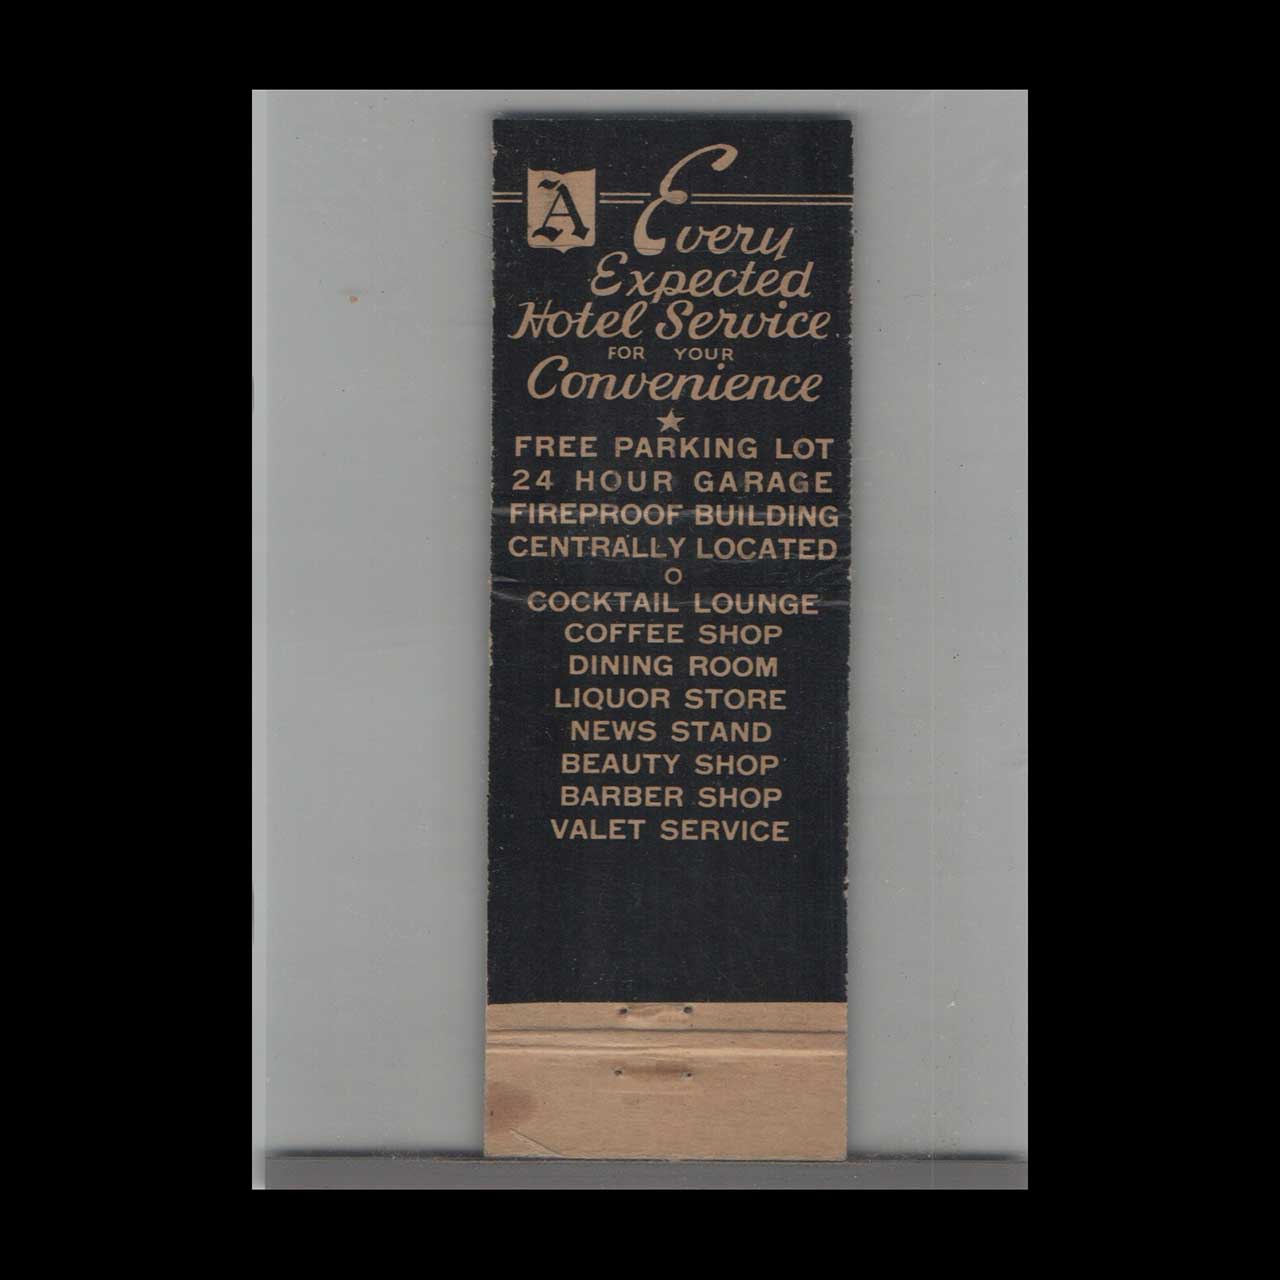 A
Every
Expected
Hotel Service
FOR YOUR
Convenience
FREE PARKING LOT
24 HOUR GARAGE
FIREPROOF BUILDING
CENTRALLY LOCATED
O
COCKTAIL LOUNGE
COFFEE SHOP
DINING ROOM
LIQUOR STORE
NEWS STAND
BEAUTY SHOP
BARBER SHOP
VALET SERVICE